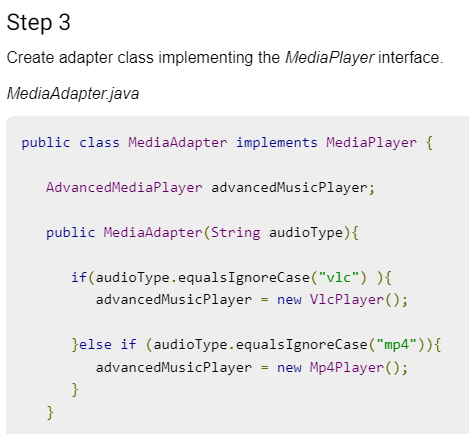 Step 3
Create adapter class implementing the MediaPlayer interface.
MediaAdapter.java
public class MediaAdapter implements MediaPlayer {
AdvancedMediaPlayer advancedMusicPlayer;
public MediaAdapter(String audioType){
if(audioType.equalsIgnoreCase("vlc") ){
advancedMusicPlayer = new VlcPlayer();
}else if (audioType.equalsIgnoreCase("mp4")){
advancedMusicPlayer = new Mp4Player();
}
}